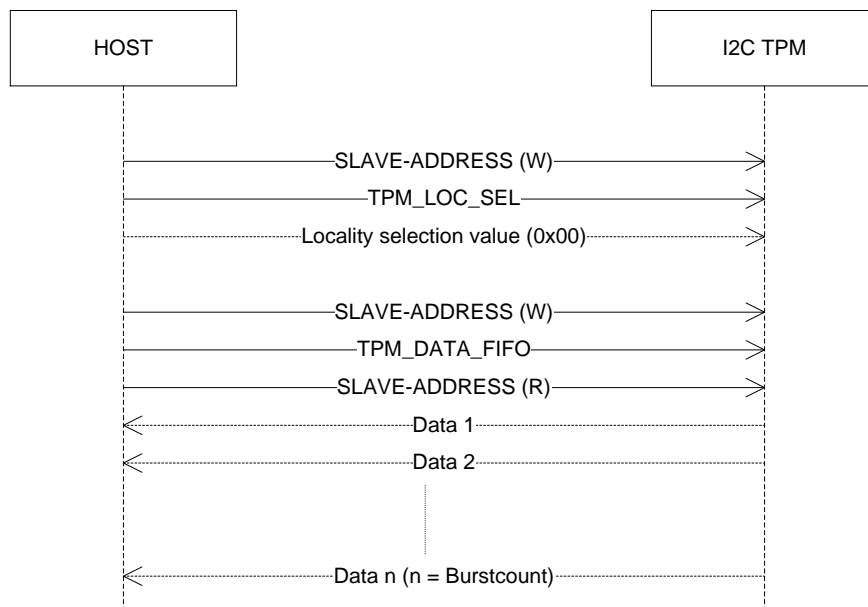 HOST
I2C TPM
SLAVE-ADDRESS (W)
TPM_LOC_SEL
Locality selection value (0x00)
SLAVE-ADDRESS (W)
TPM_DATA_FIFO
SLAVE-ADDRESS (R)
Data 1
Data 2
Data n (n = Burstcount)